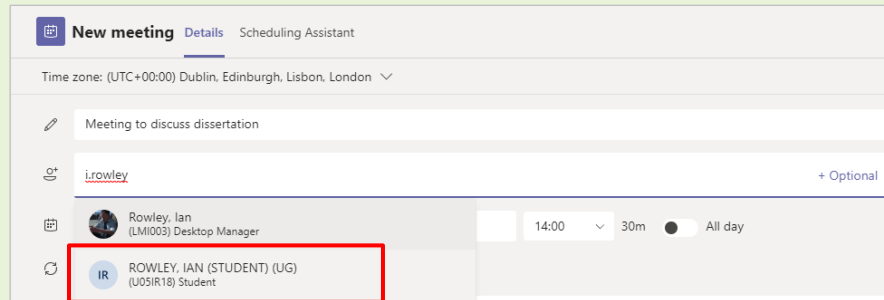 New meeting Details Scheduling Assistant
Time zone: (UTC+00:00) Dublin, Edinburgh, Lisbon, London
Meeting to discuss dissertation
i.rowley + Optional
Rowley, Ian
(LMI003) Desktop Manager
14:00 30m All day
IR ROWLEY, IAN (STUDENT) (UG)
(U05IR18) Student